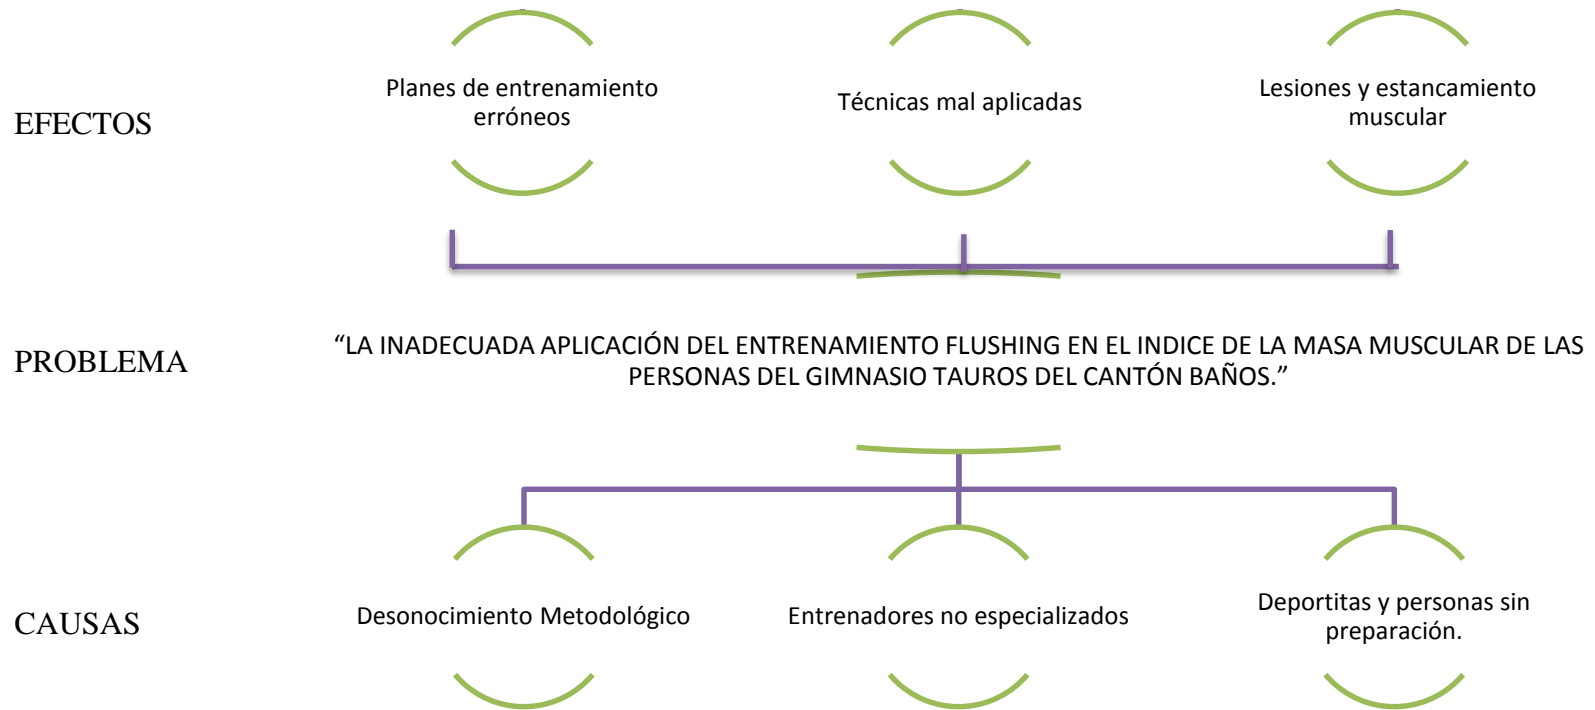 EFECTOS
Planes de entrenamiento
erróneos
Técnicas mal aplicadas
Lesiones y estancamiento
muscular
PROBLEMA
“LA INADECUADA APLICACIÓN DEL ENTRENAMIENTO FLUSHING EN EL INDICE DE LA MASA MUSCULAR DE LAS
PERSONAS DEL GIMNASIO TAUROS DEL CANTÓN BAÑOS.”
CAUSAS
Desonocimiento Metodológico
Entrenadores no especializados
Deportitas y personas sin
preparación.